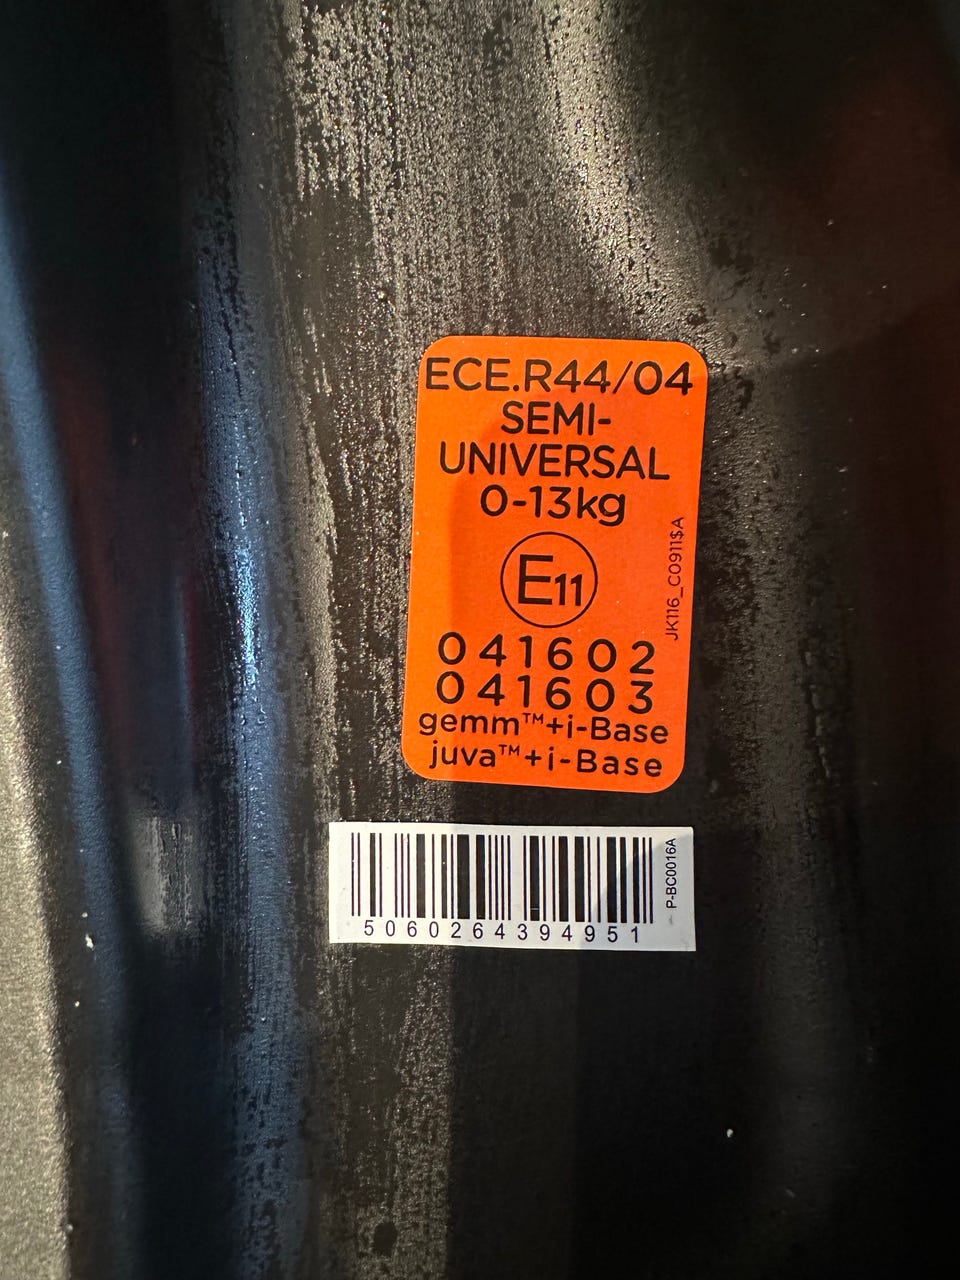 ECE.R44/04
SEMI-
UNIVERSAL
0-13kg
E11
JK116_C0911$A
041602
041603
gemm™+i-Base
juva™+i-Base
5060264394951
P-BC0016A